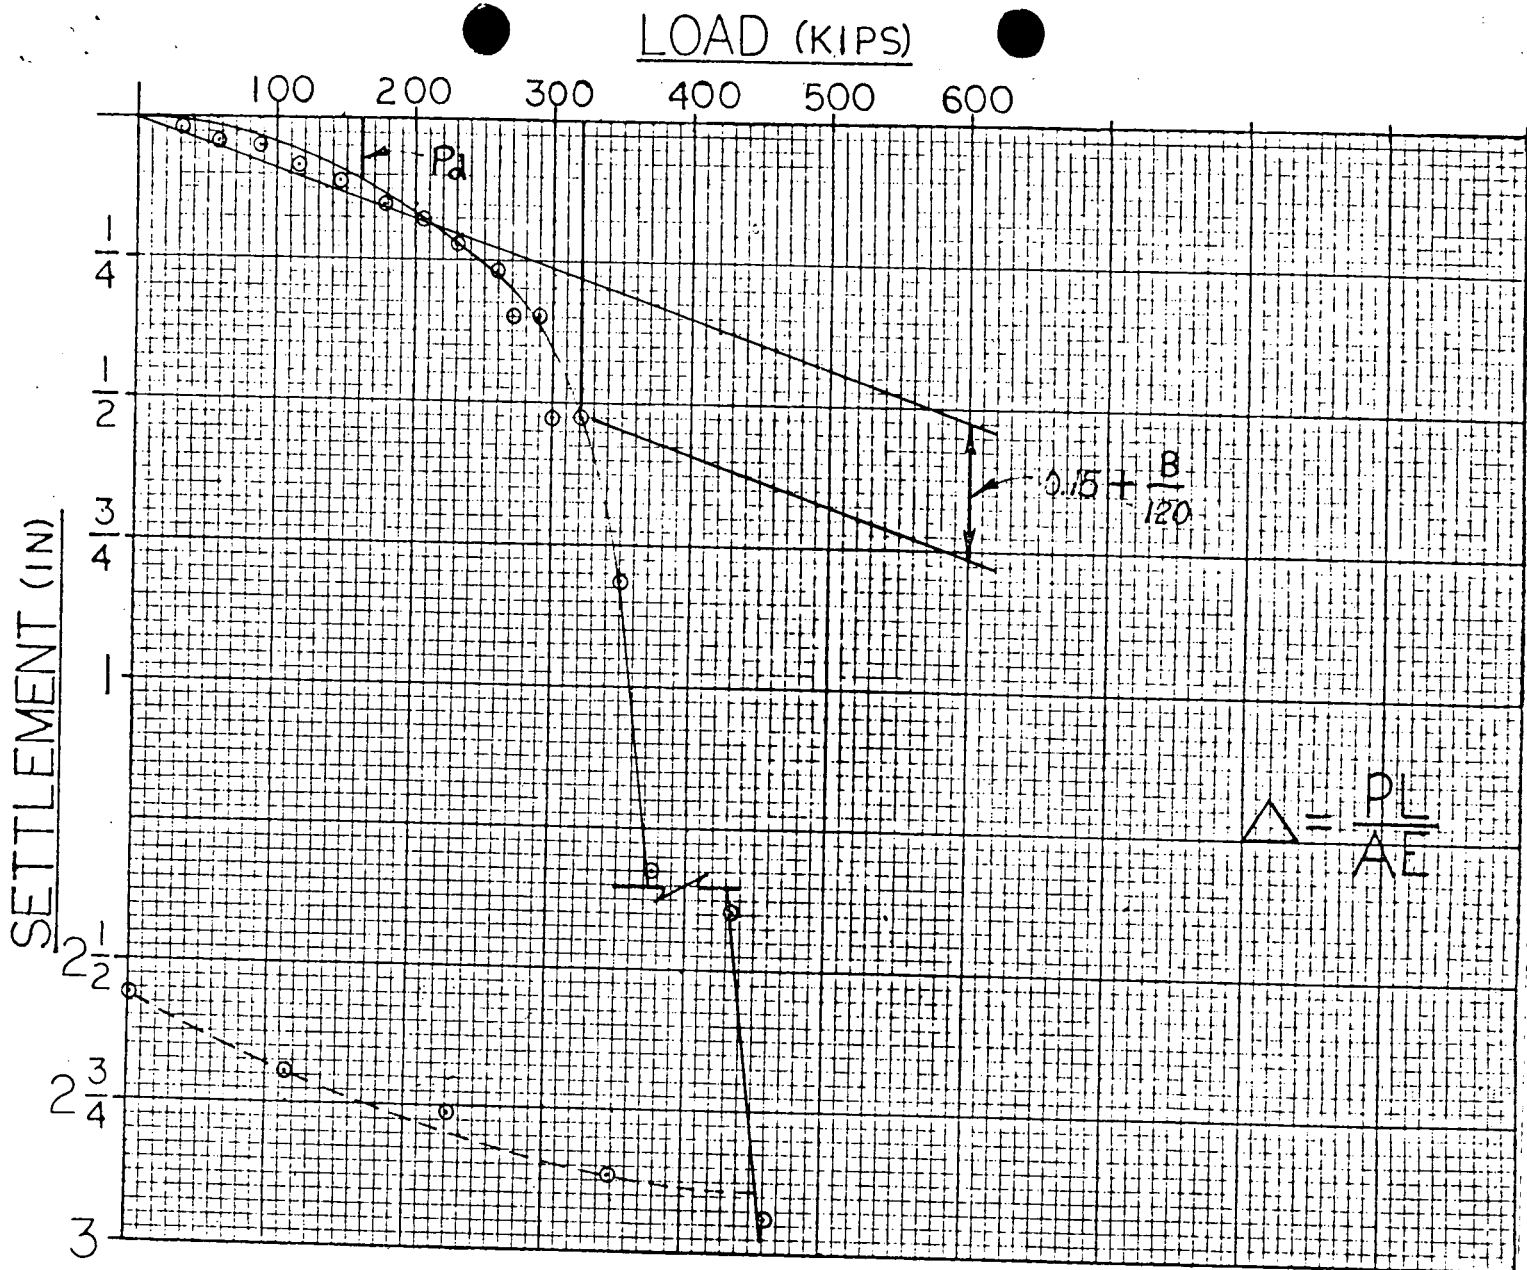 LOAD (KIPS)
100 200 300 400 500 600
Pd
1/4
1/2
0.15 + B/120
3/4
SETTLEMENT (IN)
1
Δ = PL/AE
2 1/2
2 3/4
3